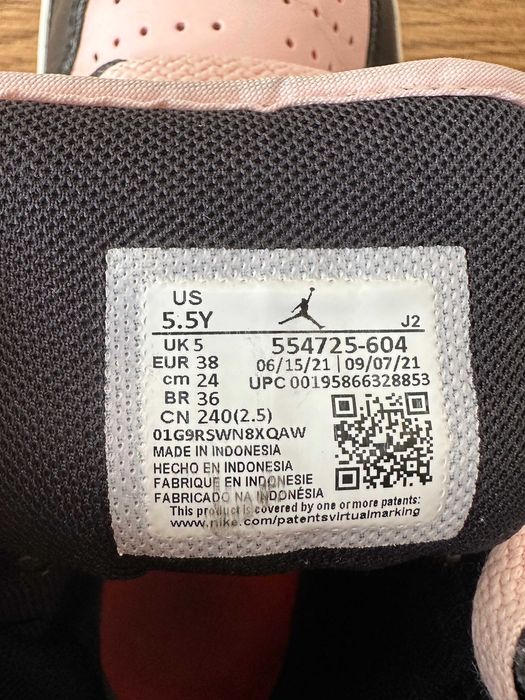 US
5.5Y
J2
UK 5
554725-604
EUR 38
06/15/21 | 09/07/21
cm 24
UPC 00195866328853
BR 36
CN 240(2.5)
01G9RSWN8XQAW
MADE IN INDONESIA
HECHO EN INDONESIA
FABRIQUE EN INDONESIE
FABRICADO NA INDONÉSIA
This product is covered by one or more patents:
www.nike.com/patentsvirtualmarking